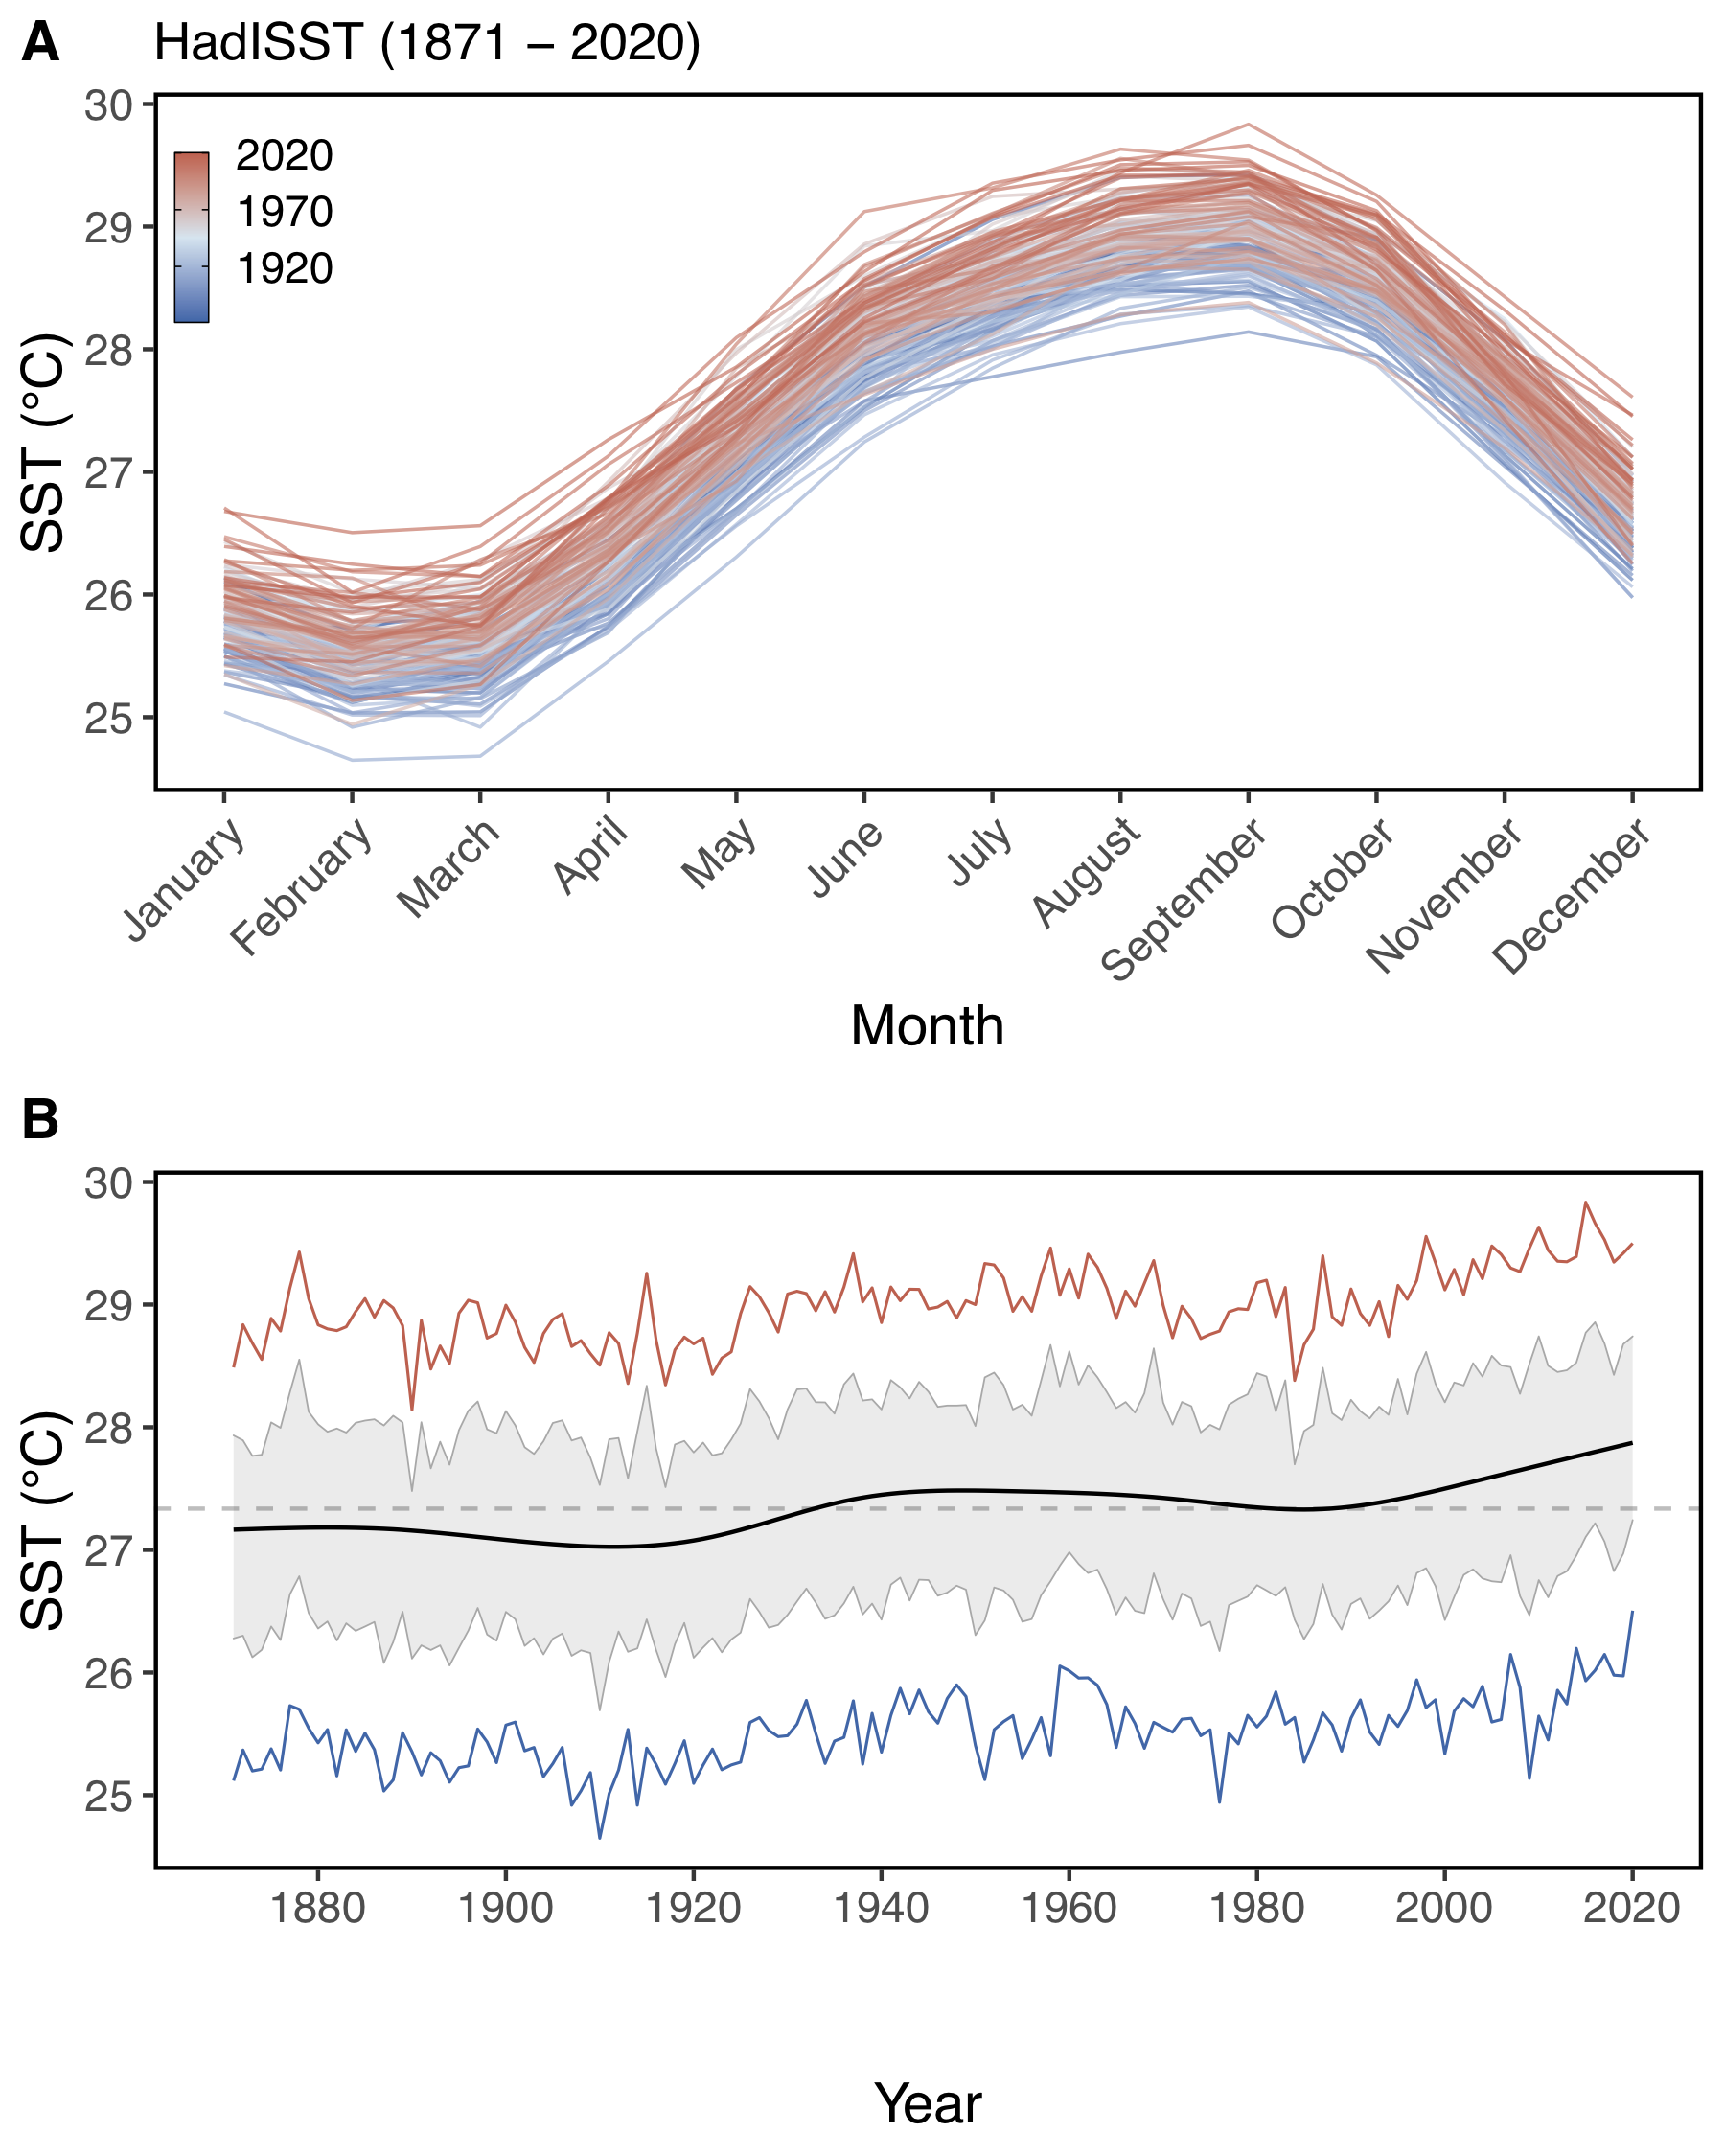 A HadISST (1871 – 2020)
30
29
28
27
26
25
SST (°C)
2020
1970
1920
January
February
March
April
May
June
July
August
September
October
November
December
Month
B
30
29
28
27
26
25
SST (°C)
1880 1900 1920 1940 1960 1980 2000 2020
Year